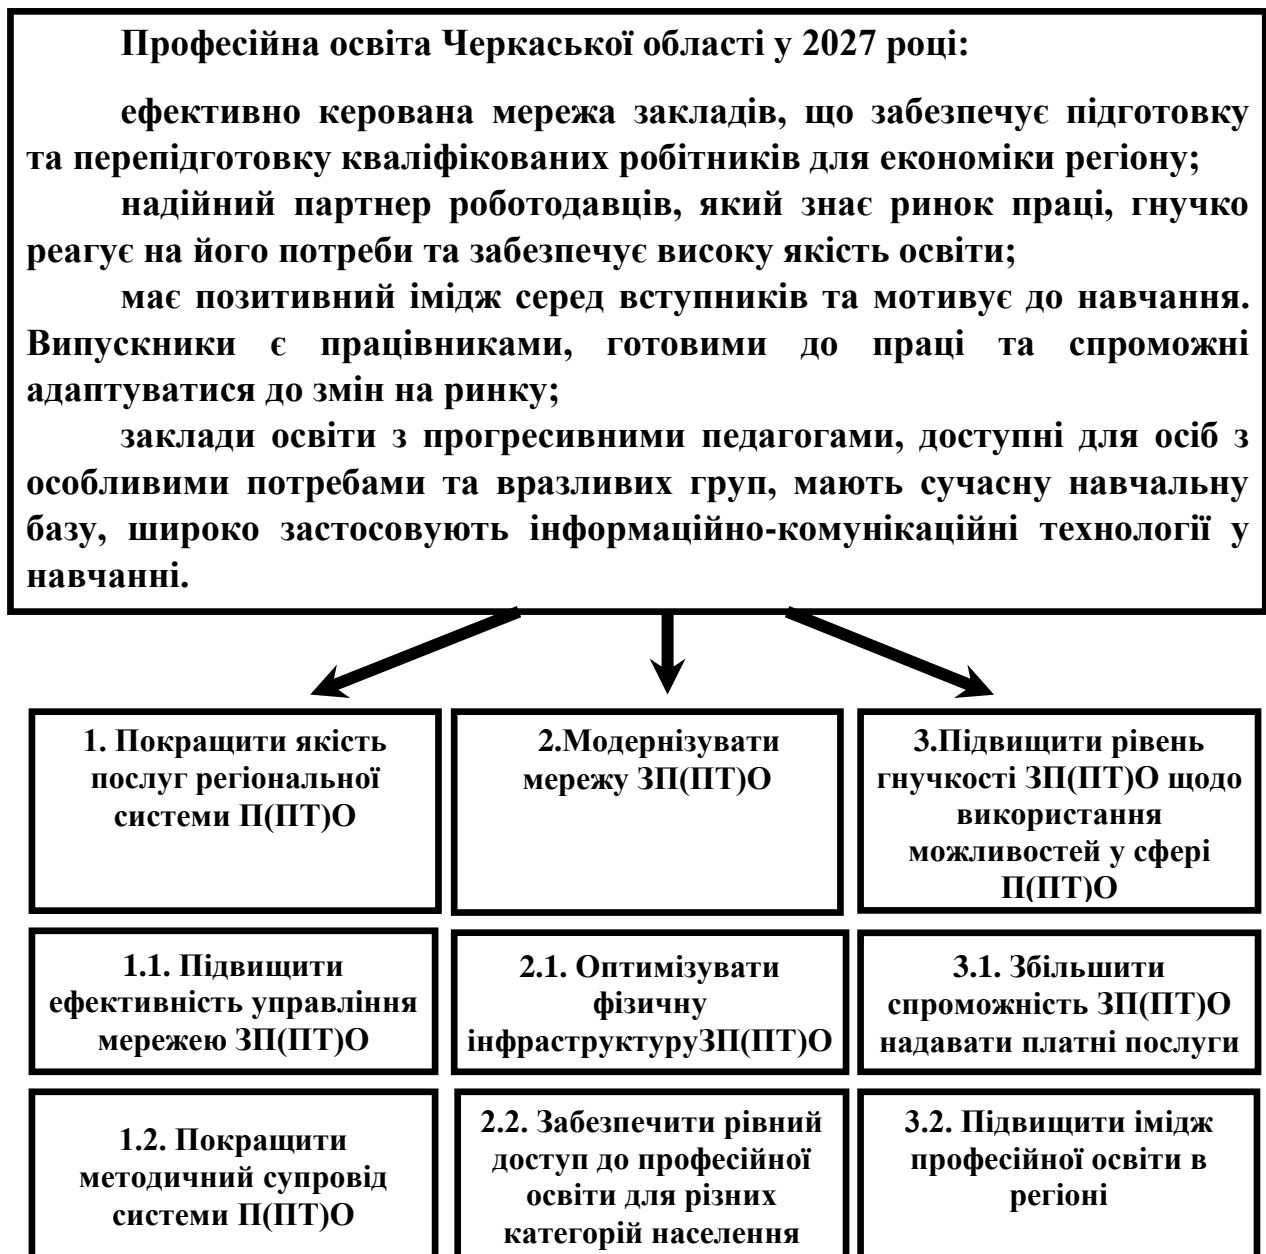 Професійна освіта Черкаської області у 2027 році:
ефективно керована мережа закладів, що забезпечує підготовку
та перепідготовку кваліфікованих робітників для економіки регіону;
надійний партнер роботодавців, який знає ринок праці, гнучко
реагує на його потреби та забезпечує високу якість освіти;
має позитивний імідж серед вступників та мотивує до навчання.
Випускники є працівниками, готовими до праці та спроможні
адаптуватися до змін на ринку;
заклади освіти з прогресивними педагогами, доступні для осіб з
особливими потребами та вразливих груп, мають сучасну навчальну
базу, широко застосовують інформаційно-комунікаційні технології у
навчанні.
1. Покращити якість
послуг регіональної
системи П(ПТ)О
2.Модернізувати
мережу ЗП(ПТ)О
3.Підвищити рівень
гнучкості ЗП(ПТ)О щодо
використання
можливостей у сфері
П(ПТ)О
1.1. Підвищити
ефективність управління
мережею ЗП(ПТ)О
2.1. Оптимізувати
фізичну
інфраструктуруЗП(ПТ)О
3.1. Збільшити
спроможність ЗП(ПТ)О
надавати платні послуги
1.2. Покращити
методичний супровід
системи П(ПТ)О
2.2. Забезпечити рівний
доступ до професійної
освіти для різних
категорій населення
3.2. Підвищити імідж
професійної освіти в
регіоні